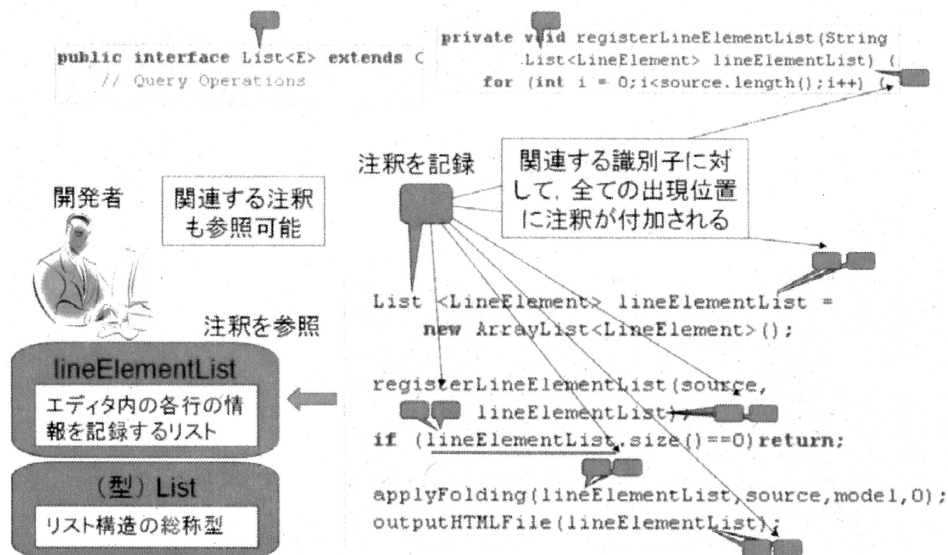 public interface List<E> extends C
// Query Operations
private void registerLineElementList(String
List<LineElement> lineElementList) {
for (int i = 0;i<source.length();i++) {
注釈を記録
関連する識別子に対
して，全ての出現位置
に注釈が付加される
開発者
関連する注釈
も参照可能
注釈を参照
lineElementList
エディタ内の各行の情
報を記録するリスト
（型）List
リスト構造の総称型
List <LineElement> lineElementList =
new ArrayList<LineElement>();
registerLineElementList(source,
lineElementList);
if (lineElementList.size()==0)return;
applyFolding(lineElementList,source,model,0);
outputHTMLFile(lineElementList);